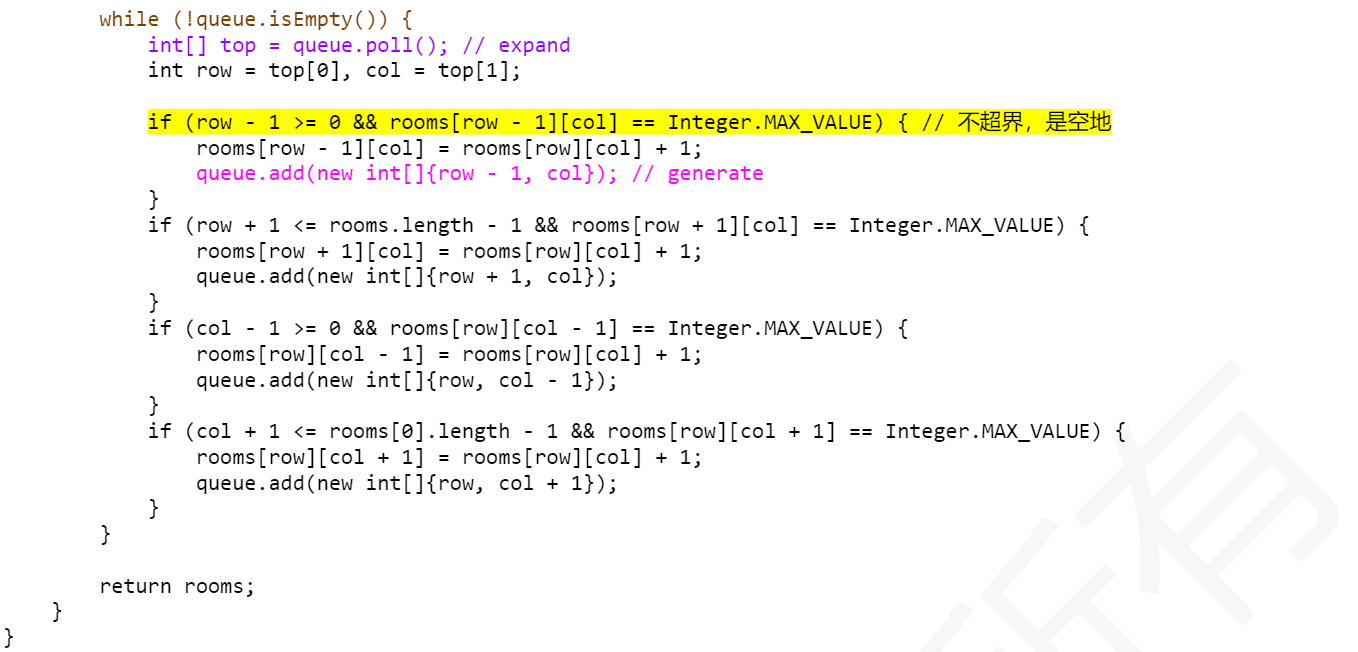 while (!queue.isEmpty()) {
int[] top = queue.poll(); // expand
int row = top[0], col = top[1];
if (row - 1 >= 0 && rooms[row - 1][col] == Integer.MAX_VALUE) { // 不超界，是空地
rooms[row - 1][col] = rooms[row][col] + 1;
queue.add(new int[]{row - 1, col}); // generate
}
if (row + 1 <= rooms.length - 1 && rooms[row + 1][col] == Integer.MAX_VALUE) {
rooms[row + 1][col] = rooms[row][col] + 1;
queue.add(new int[]{row + 1, col});
}
if (col - 1 >= 0 && rooms[row][col - 1] == Integer.MAX_VALUE) {
rooms[row][col - 1] = rooms[row][col] + 1;
queue.add(new int[]{row, col - 1});
}
if (col + 1 <= rooms[0].length - 1 && rooms[row][col + 1] == Integer.MAX_VALUE) {
rooms[row][col + 1] = rooms[row][col] + 1;
queue.add(new int[]{row, col + 1});
}
}
return rooms;
}
}
所有